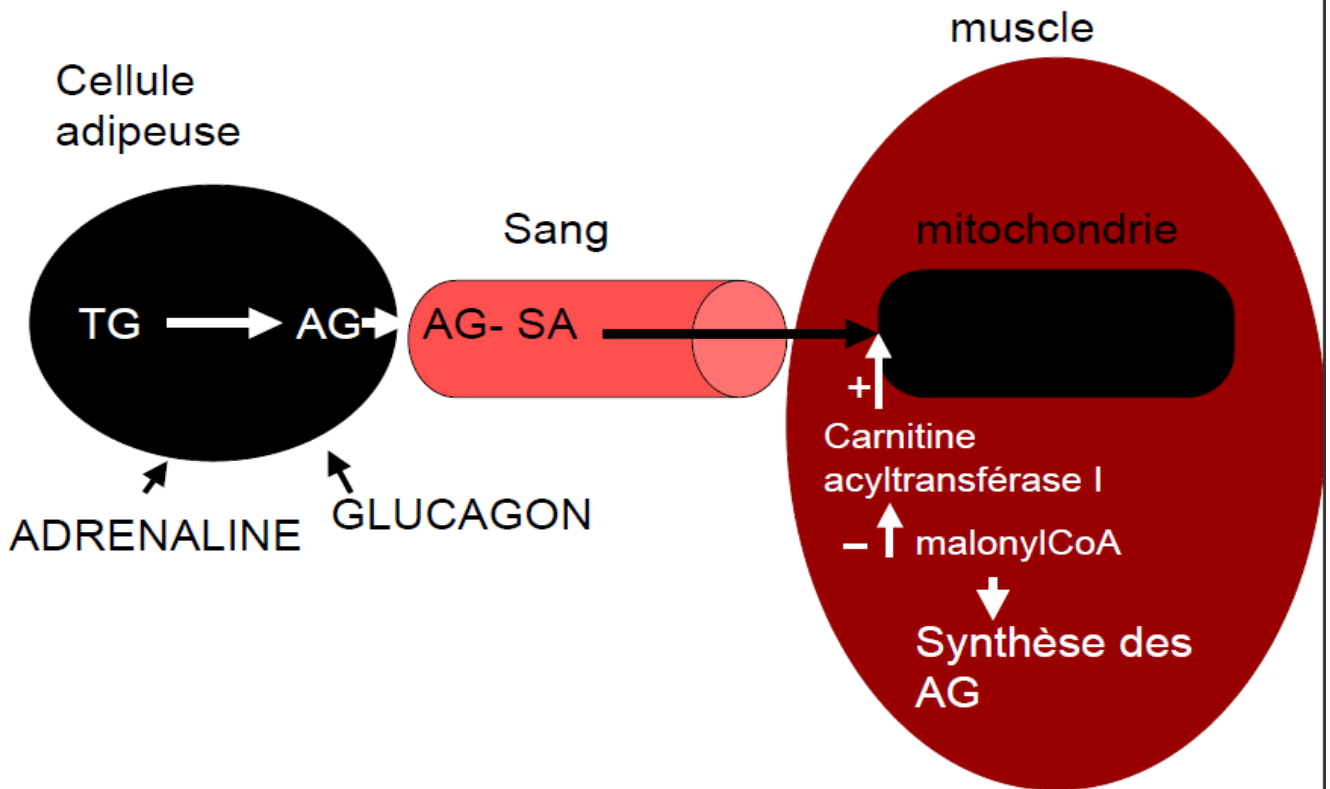 muscle
Cellule
adipeuse
Sang
mitochondrie
TG
AG
AG- SA
+
Carnitine
acyltransférase I
ADRENALINE
GLUCAGON
– malonylCoA
Synthèse des
AG